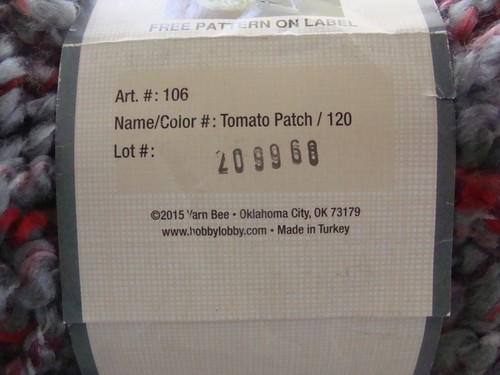 FREE PATTERN ON LABEL
Art. #: 106
Name/Color #: Tomato Patch / 120
Lot #: 209968
©2015 Yarn Bee • Oklahoma City, OK 73179
www.hobbylobby.com • Made in Turkey